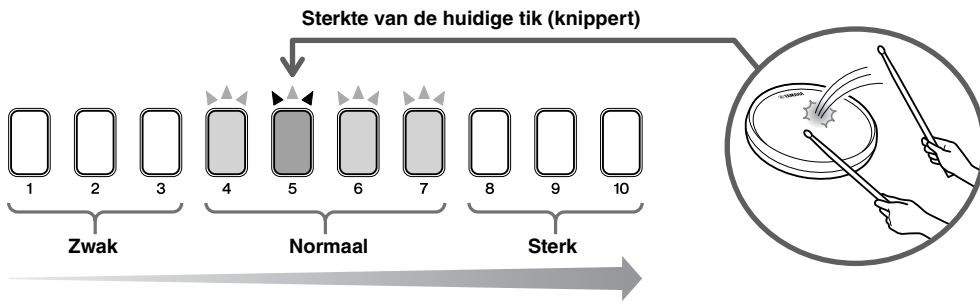 Sterkte van de huidige tik (knippert)
YAMAHA
1 2 3 4 5 6 7 8 9 10
Zwak Normaal Sterk